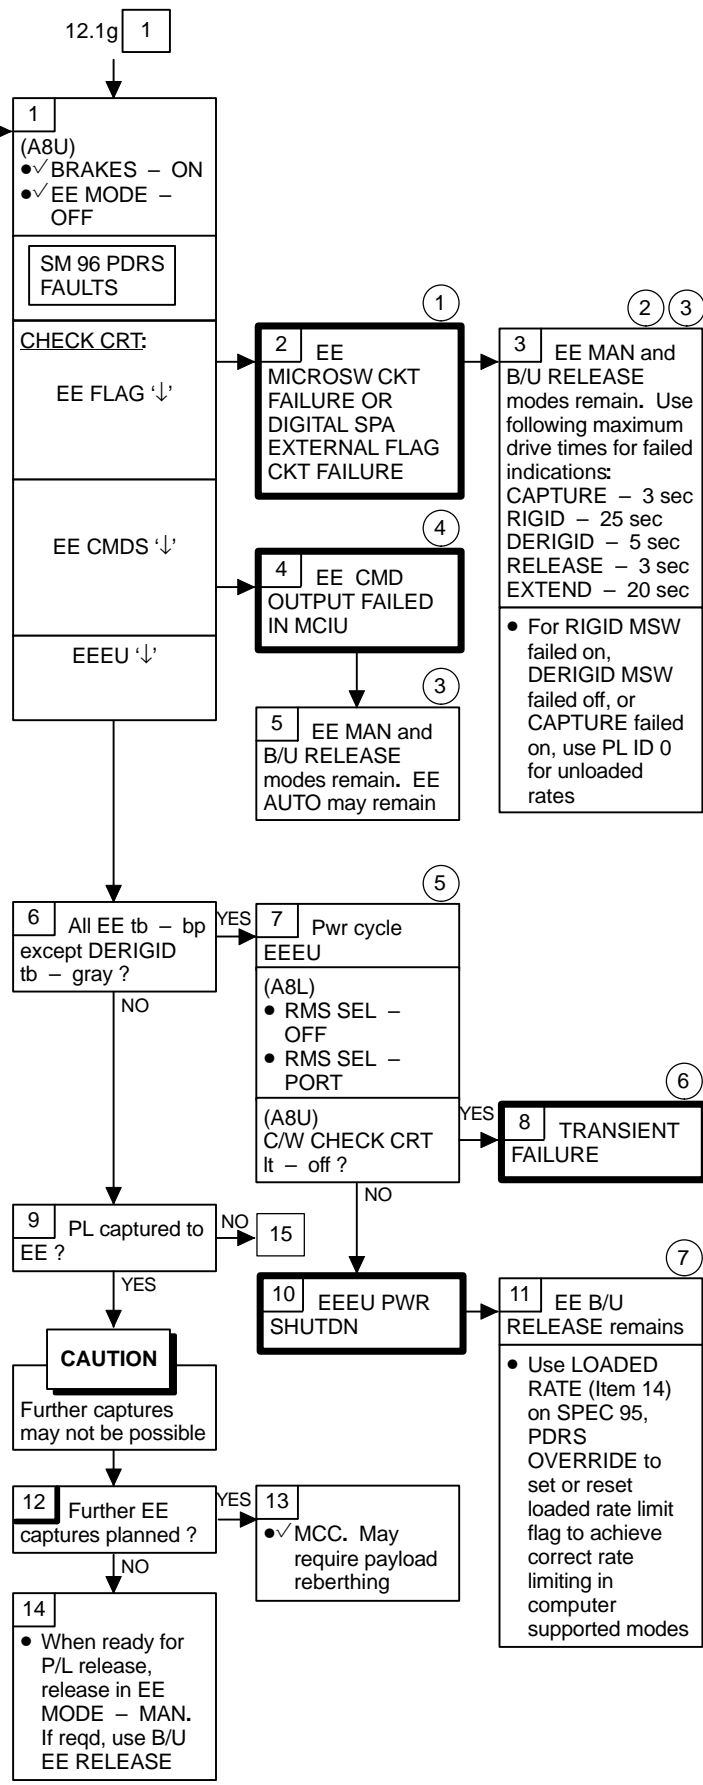 12.1g 1
1
(A8U)
●√ BRAKES – ON
●√ EE MODE –
OFF
SM 96 PDRS
FAULTS
CHECK CRT:
EE FLAG ‘↓’
EE CMDS ‘↓’
EEEU ‘↓’
1
2 EE
MICROSW CKT
FAILURE OR
DIGITAL SPA
EXTERNAL FLAG
CKT FAILURE
2 3
3 EE MAN and
B/U RELEASE
modes remain. Use
following maximum
drive times for failed
indications:
CAPTURE – 3 sec
RIGID – 25 sec
DERIGID – 5 sec
RELEASE – 3 sec
EXTEND – 20 sec
● For RIGID MSW
failed on,
DERIGID MSW
failed off, or
CAPTURE failed
on, use PL ID 0
for unloaded
rates
4
4 EE CMD
OUTPUT FAILED
IN MCIU
3
5 EE MAN and
B/U RELEASE
modes remain. EE
AUTO may remain
6 All EE tb – bp
except DERIGID
tb – gray ?
YES
NO
5
7 Pwr cycle
EEEU
(A8L)
● RMS SEL –
OFF
● RMS SEL –
PORT
(A8U)
C/W CHECK CRT
lt – off ?
YES
NO
6
8 TRANSIENT
FAILURE
9 PL captured to
EE ?
NO
15
YES
10 EEEU PWR
SHUTDN
7
11 EE B/U
RELEASE remains
● Use LOADED
RATE (Item 14)
on SPEC 95,
PDRS
OVERRIDE to
set or reset
loaded rate limit
flag to achieve
correct rate
limiting in
computer
supported modes
CAUTION
Further captures
may not be possible
12 Further EE
captures planned ?
YES
NO
13
●√ MCC. May
require payload
reberthing
14
● When ready for
P/L release,
release in EE
MODE – MAN.
If reqd, use B/U
EE RELEASE